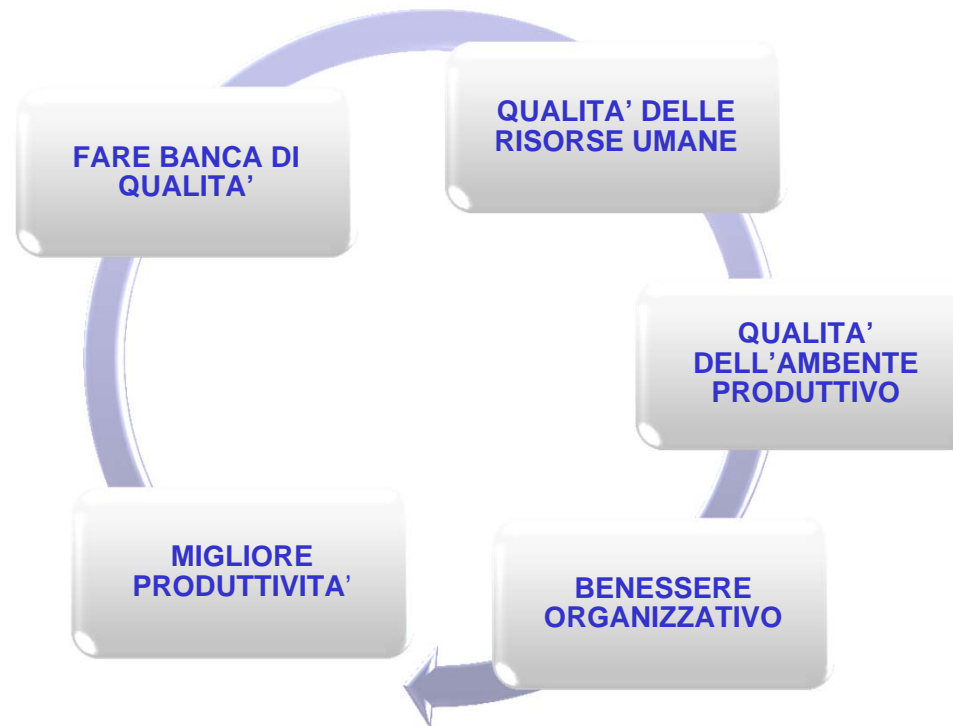 FARE BANCA DI
QUALITA’
QUALITA’ DELLE
RISORSE UMANE
QUALITA’
DELL’AMBENTE
PRODUTTIVO
BENESSERE
ORGANIZZATIVO
MIGLIORE
PRODUTTIVITA’